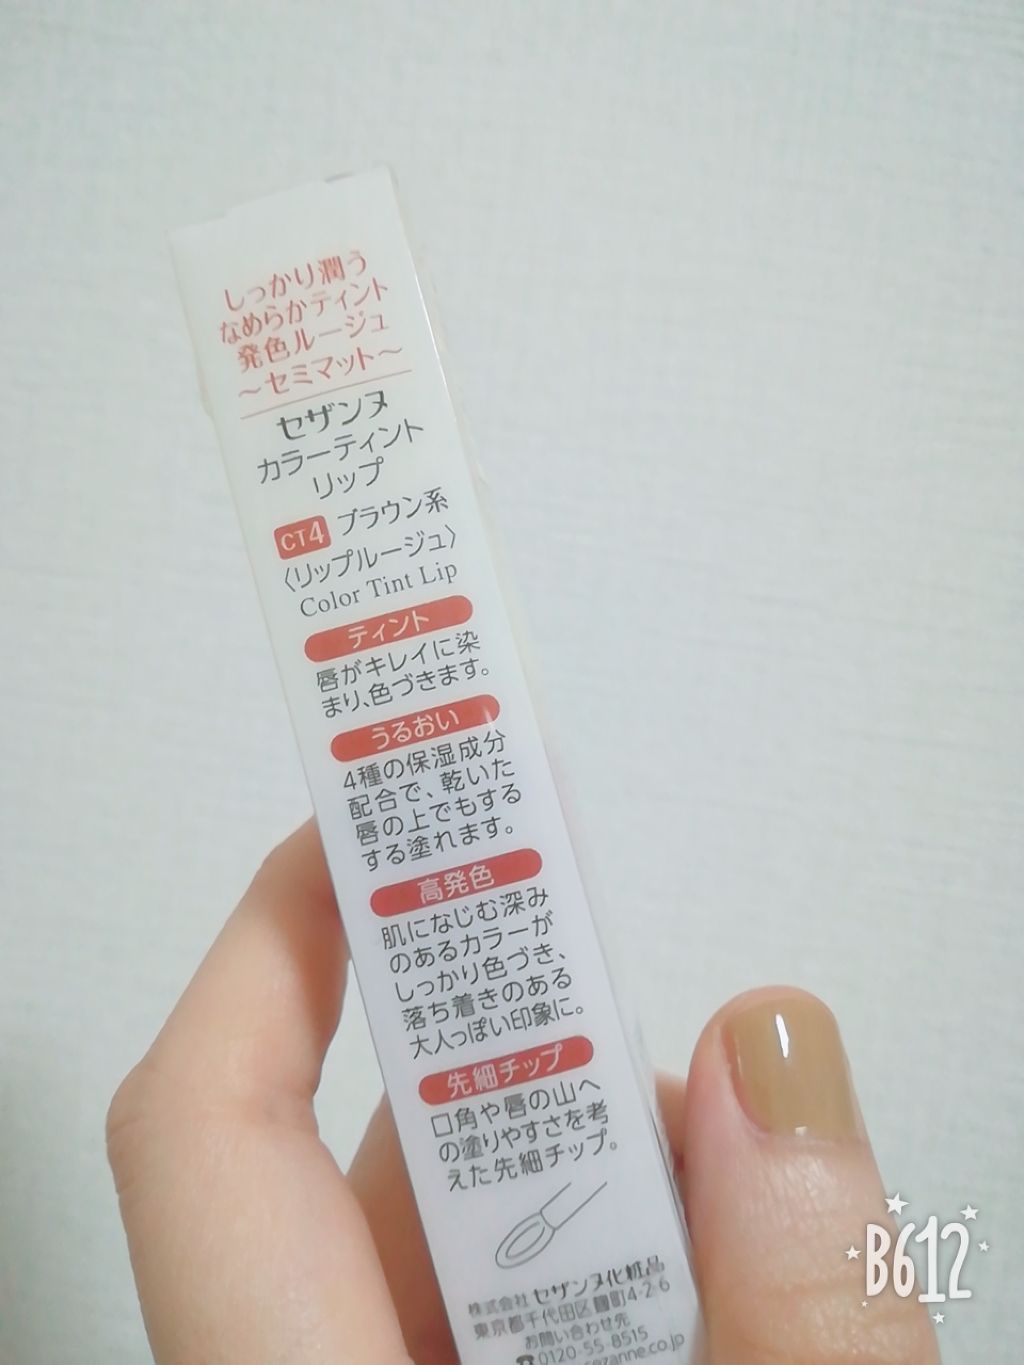 しっかり潤う
なめらかティント
発色ルージュ
～セミマット～
セザンヌ
カラーティント
リップ
CT4 ブラウン系
〈リップルージュ〉
Color Tint Lip
ティント
唇がキレイに染
まり、色づきます。
うるおい
4種の保湿成分
配合で、乾いた
唇の上でもする
する塗れます。
高発色
肌になじむ深み
のあるカラーが
しっかり色づき、
落ち着きのある
大人っぽい印象に。
先細チップ
口角や唇の山へ
の塗りやすさを考
えた先細チップ。
株式会社 セザンヌ化粧品
東京都千代田区麹町4-2-6
お問い合わせ先
☎0120-55-8515
sezanne.co.jp
B612